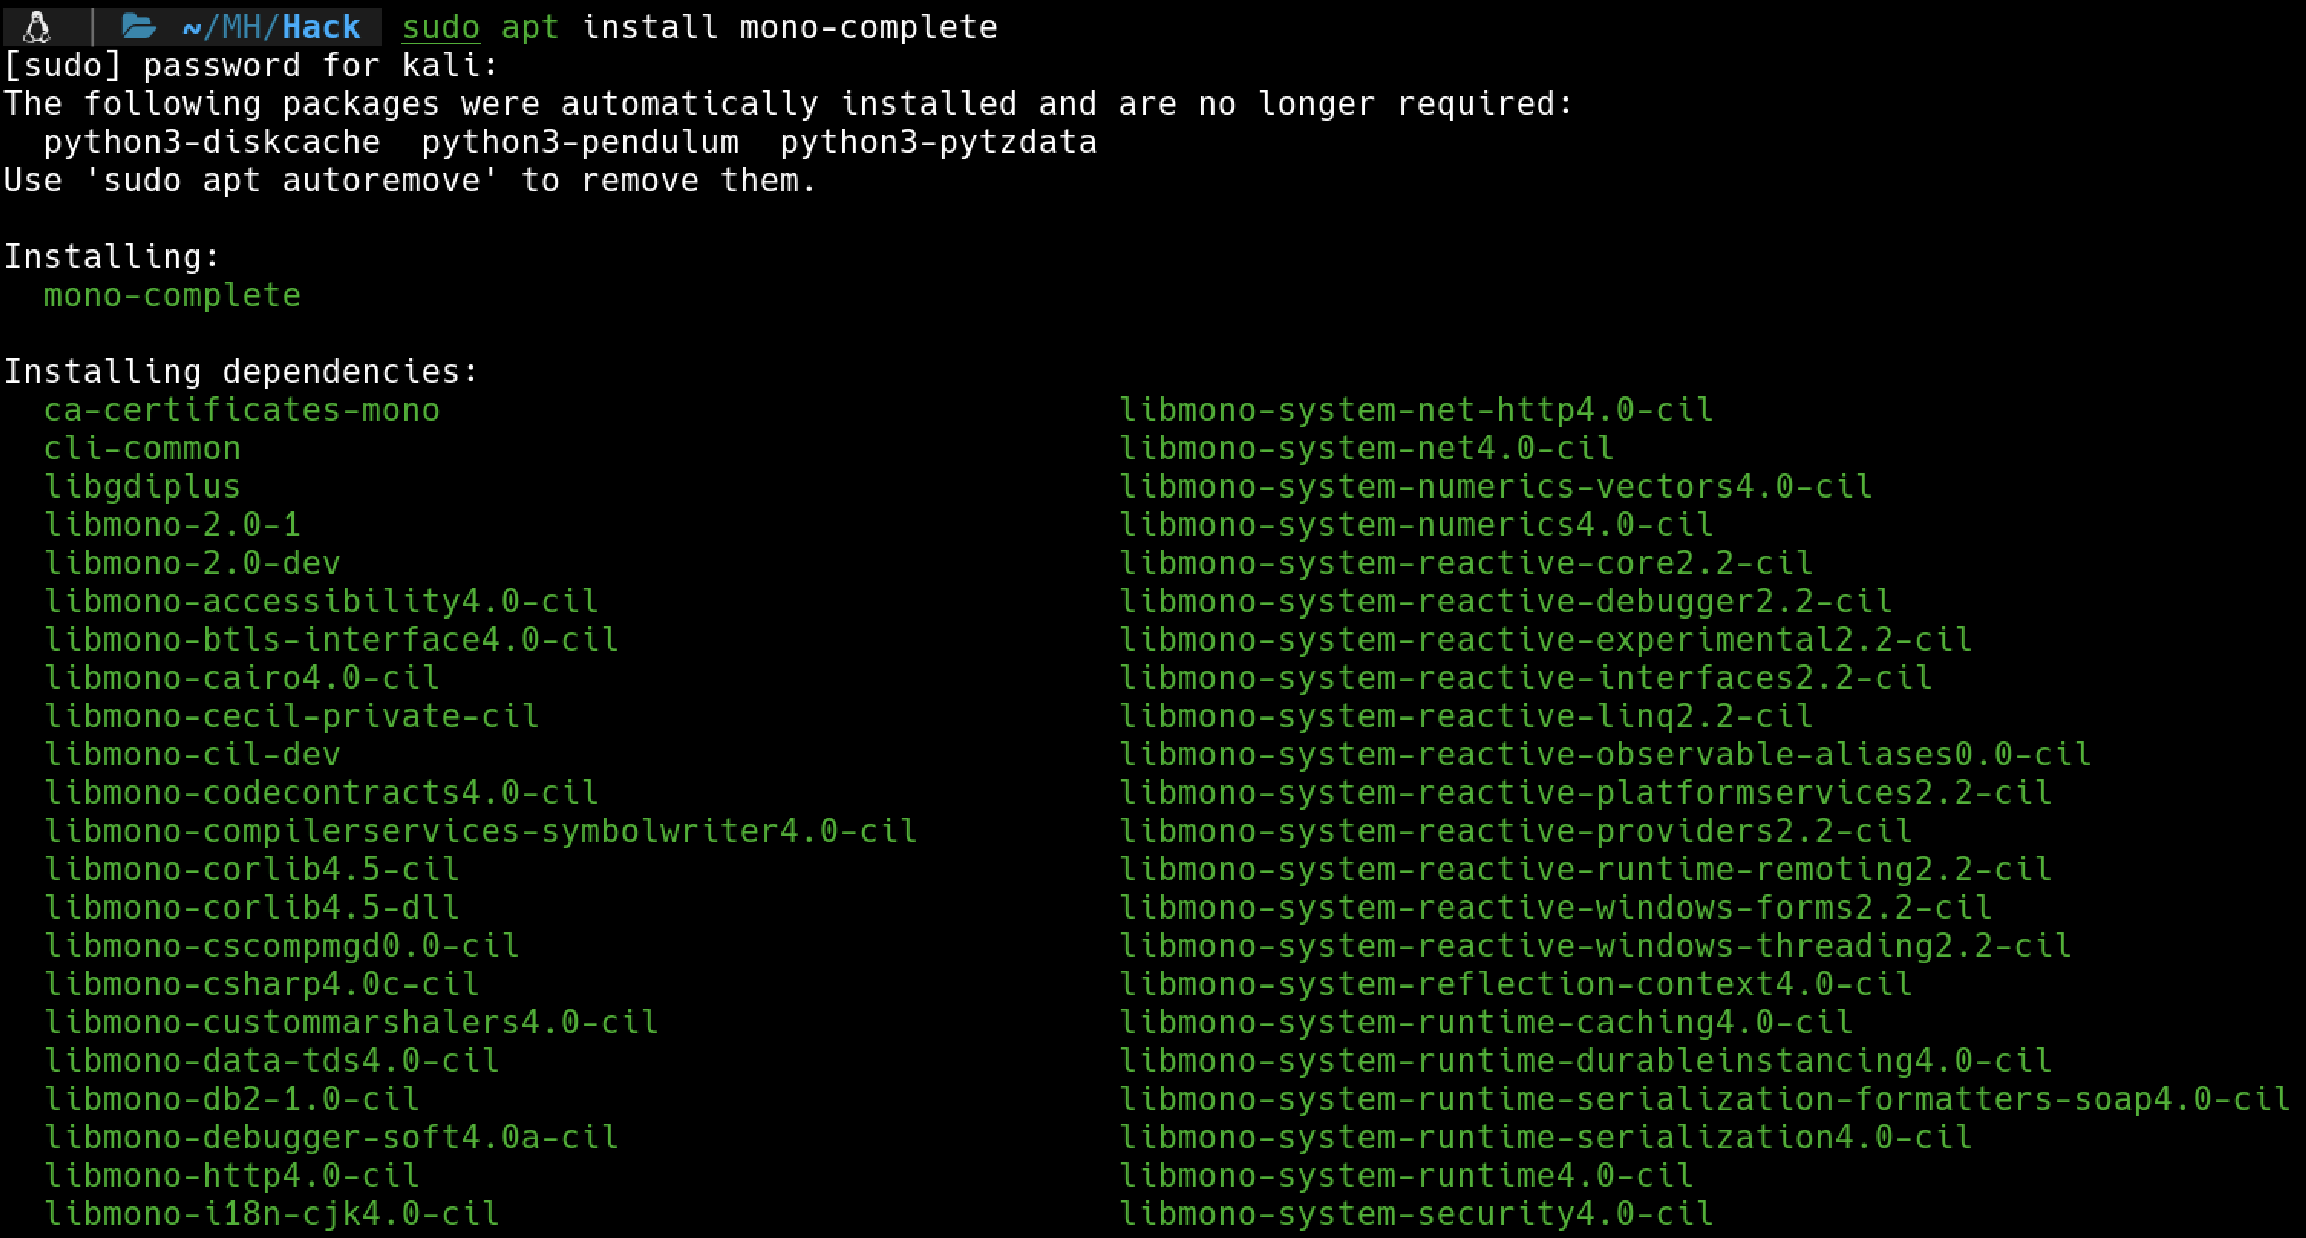 ~/MH/Hack sudo apt install mono-complete
[sudo] password for kali:
The following packages were automatically installed and are no longer required:
python3-diskcache python3-pendulum python3-pytzdata
Use 'sudo apt autoremove' to remove them.
Installing:
mono-complete
Installing dependencies:
ca-certificates-mono libmono-system-net-http4.0-cil
cli-common libmono-system-net4.0-cil
libgdiplus libmono-system-numerics-vectors4.0-cil
libmono-2.0-1 libmono-system-numerics4.0-cil
libmono-2.0-dev libmono-system-reactive-core2.2-cil
libmono-accessibility4.0-cil libmono-system-reactive-debugger2.2-cil
libmono-btls-interface4.0-cil libmono-system-reactive-experimental2.2-cil
libmono-cairo4.0-cil libmono-system-reactive-interfaces2.2-cil
libmono-cecil-private-cil libmono-system-reactive-linq2.2-cil
libmono-cil-dev libmono-system-reactive-observable-aliases0.0-cil
libmono-codecontracts4.0-cil libmono-system-reactive-platformservices2.2-cil
libmono-compilerservices-symbolwriter4.0-cil libmono-system-reactive-providers2.2-cil
libmono-corlib4.5-cil libmono-system-reactive-runtime-remoting2.2-cil
libmono-corlib4.5-dll libmono-system-reactive-windows-forms2.2-cil
libmono-cscompmgd0.0-cil libmono-system-reactive-windows-threading2.2-cil
libmono-csharp4.0c-cil libmono-system-reflection-context4.0-cil
libmono-custommarshalers4.0-cil libmono-system-runtime-caching4.0-cil
libmono-data-tds4.0-cil libmono-system-runtime-durableinstancing4.0-cil
libmono-db2-1.0-cil libmono-system-runtime-serialization-formatters-soap4.0-cil
libmono-debugger-soft4.0a-cil libmono-system-runtime-serialization4.0-cil
libmono-http4.0-cil libmono-system-runtime4.0-cil
libmono-i18n-cjk4.0-cil libmono-system-security4.0-cil